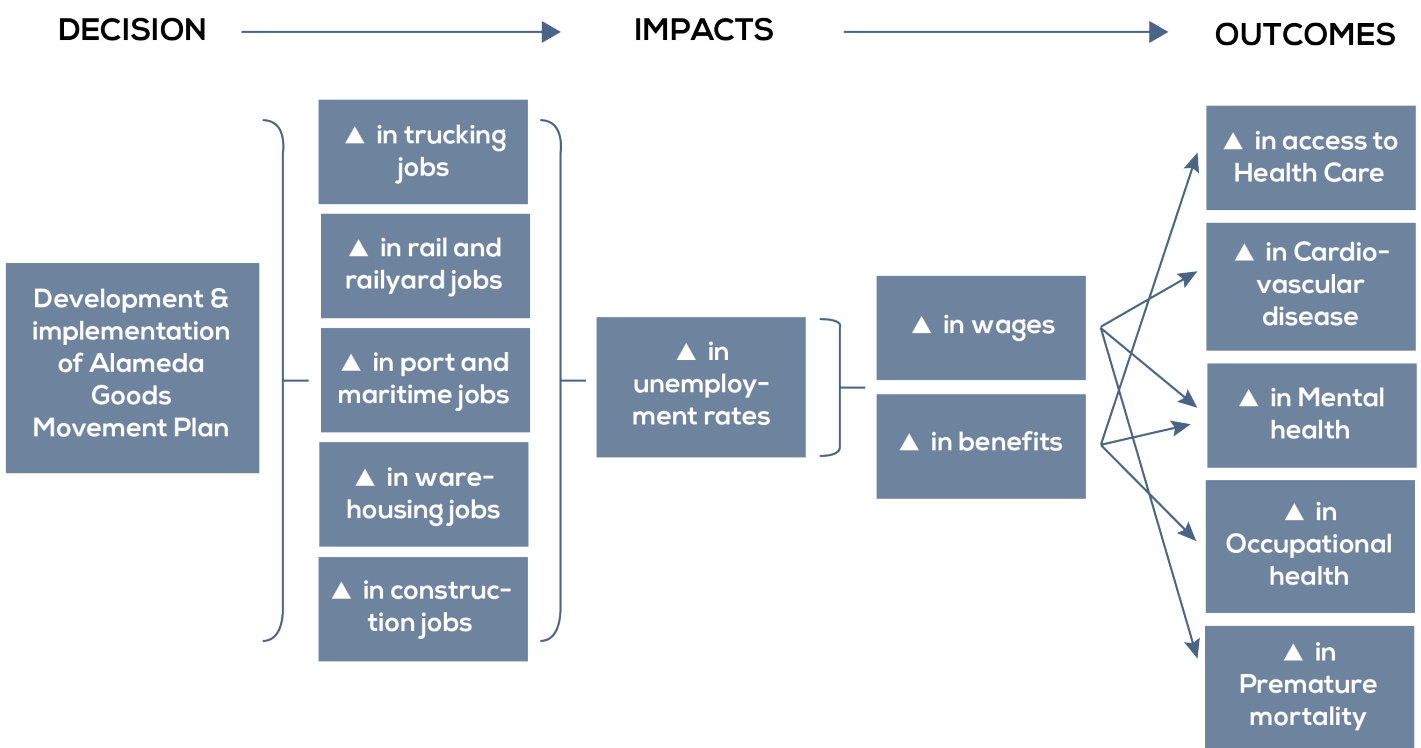 DECISION
IMPACTS
OUTCOMES
Development &
implementation
of Alameda
Goods
Movement Plan
▲ in trucking
jobs
▲ in rail and
railyard jobs
▲ in port and
maritime jobs
▲ in ware-
housing jobs
▲ in construc-
tion jobs
▲ in
unemploy-
ment rates
▲ in wages
▲ in benefits
▲ in access to
Health Care
▲ in Cardio-
vascular
disease
▲ in Mental
health
▲ in
Occupational
health
▲ in
Premature
mortality